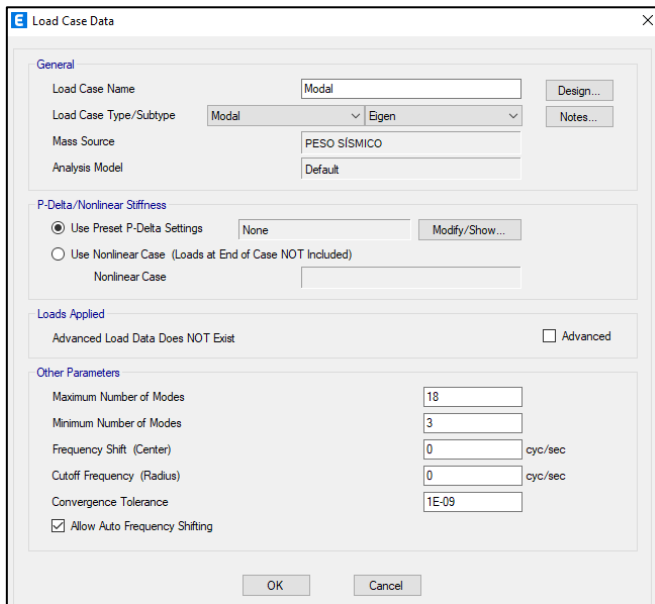 E Load Case Data
General
Load Case Name Modal Design...
Load Case Type/Subtype Modal Eigen Notes...
Mass Source PESO SÍSMICO
Analysis Model Default
P-Delta/Nonlinear Stiffness
Use Preset P-Delta Settings None Modify/Show...
Use Nonlinear Case (Loads at End of Case NOT Included)
Nonlinear Case
Loads Applied
Advanced Load Data Does NOT Exist Advanced
Other Parameters
Maximum Number of Modes 18
Minimum Number of Modes 3
Frequency Shift (Center) 0 cyc/sec
Cutoff Frequency (Radius) 0 cyc/sec
Convergence Tolerance 1E-09
Allow Auto Frequency Shifting
OK Cancel